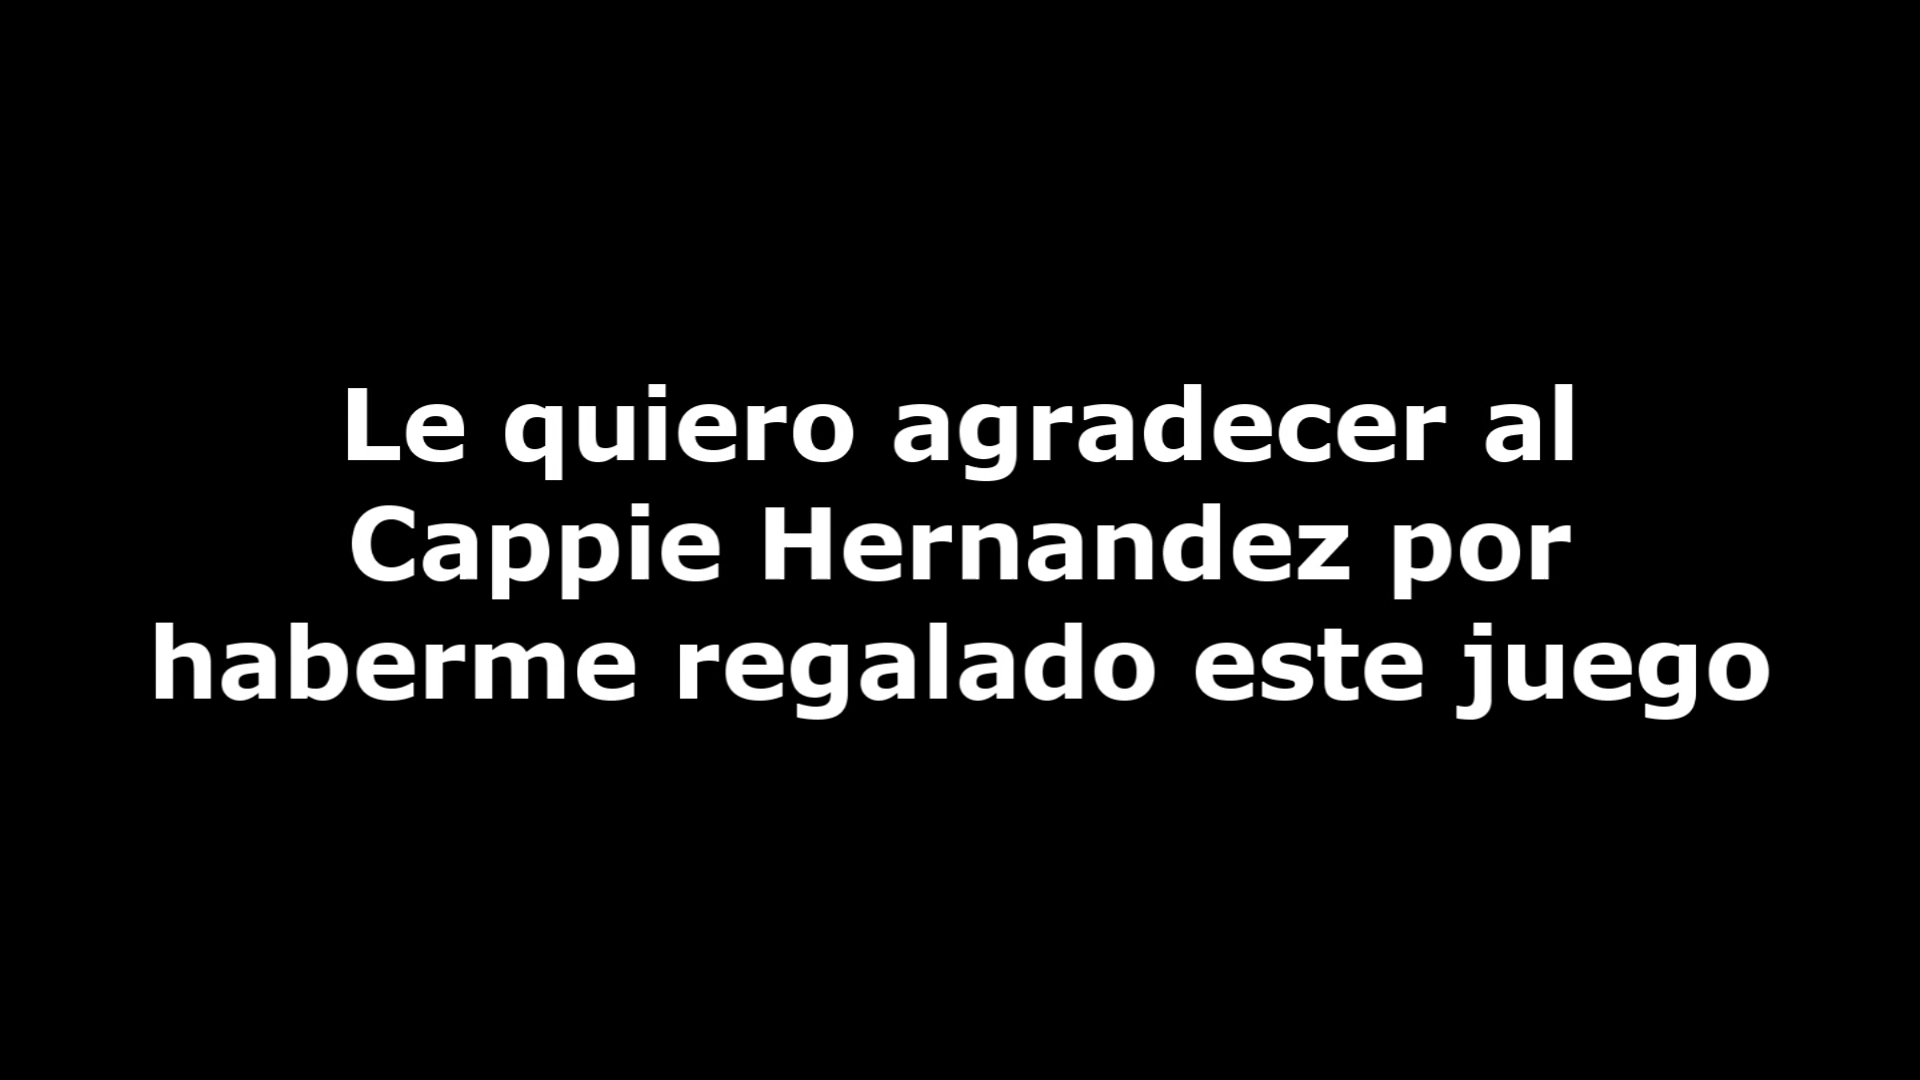 Le quiero agradecer al
Cappie Hernandez por
haberme regalado este juego